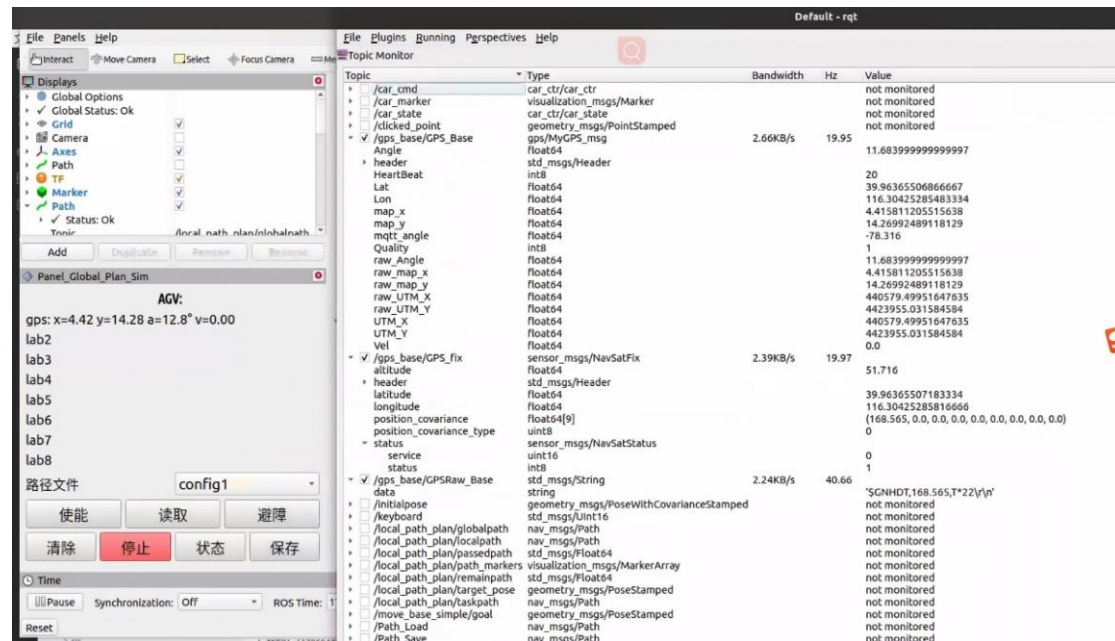 Default - rqt
File Panels Help
Interact Move Camera Select Focus Camera Me
Displays
Global Options
Global Status: Ok
Grid
Camera
Axes
Path
TF
Marker
Path
Status: Ok
Topic /local_path_plan/globalpath
Add Duplicate Remove Rename
Panel_Global_Plan_Sim
AGV:
gps: x=4.42 y=14.28 a=12.8° v=0.00
lab2
lab3
lab4
lab5
lab6
lab7
lab8
路径文件 config1
使能 读取 避障
清除 停止 状态 保存
Time
Pause Synchronization: Off ROS Time: 1
Reset
File Plugins Running Perspectives Help
Topic Monitor
Topic Type Bandwidth Hz Value
/car_cmd car_ctr/car_ctr not monitored
/car_marker visualization_msgs/Marker not monitored
/car_state car_ctr/car_state not monitored
/clicked_point geometry_msgs/PointStamped not monitored
/gps_base/GPS_Base gps/MyGPS_msg 2.66KB/s 19.95
Angle float64 11.683999999999997
header std_msgs/Header
HeartBeat int8 20
Lat float64 39.96365506866667
Lon float64 116.30425285483334
map_x float64 4.415811205515638
map_y float64 14.26992489118129
mqtt_angle float64 -78.316
Quality int8 1
raw_Angle float64 11.683999999999997
raw_map_x float64 4.415811205515638
raw_map_y float64 14.26992489118129
raw_UTM_X float64 440579.49951647635
raw_UTM_Y float64 4423955.031584584
UTM_X float64 440579.49951647635
UTM_Y float64 4423955.031584584
Vel float64 0.0
/gps_base/GPS_fix sensor_msgs/NavSatFix 2.39KB/s 19.97
altitude float64 51.716
header std_msgs/Header
latitude float64 39.96365507183334
longitude float64 116.30425285816666
position_covariance float64[9] (168.565, 0.0, 0.0, 0.0, 0.0, 0.0, 0.0, 0.0, 0.0)
position_covariance_type uint8 0
status sensor_msgs/NavSatStatus
service uint16 0
status int8 1
/gps_base/GPSRaw_Base std_msgs/String 2.24KB/s 40.66
data string '$GNHDT,168.565,T*22\r\n'
/initialpose geometry_msgs/PoseWithCovarianceStamped not monitored
/keyboard std_msgs/UInt16 not monitored
/local_path_plan/globalpath nav_msgs/Path not monitored
/local_path_plan/localpath nav_msgs/Path not monitored
/local_path_plan/passedpath std_msgs/Float64 not monitored
/local_path_plan/path_markers visualization_msgs/MarkerArray not monitored
/local_path_plan/remainpath std_msgs/Float64 not monitored
/local_path_plan/target_pose geometry_msgs/PoseStamped not monitored
/local_path_plan/taskpath nav_msgs/Path not monitored
/move_base_simple/goal geometry_msgs/PoseStamped not monitored
/Path_Load nav_msgs/Path not monitored
/Path_Save nav_msgs/Path not monitored